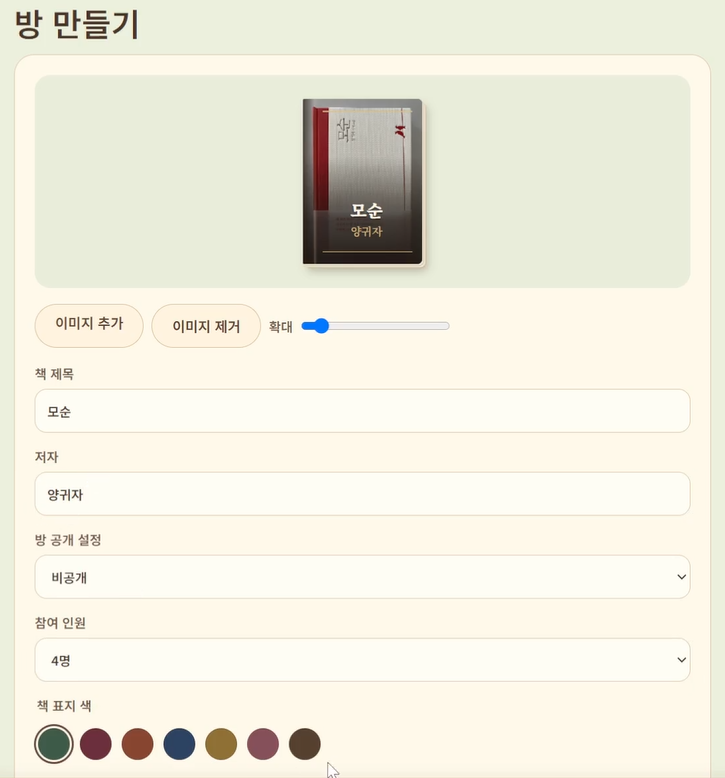 방 만들기
모순
양귀자
이미지 추가
이미지 제거
확대
책 제목
모순
저자
양귀자
방 공개 설정
비공개
참여 인원
4명
책 표지 색